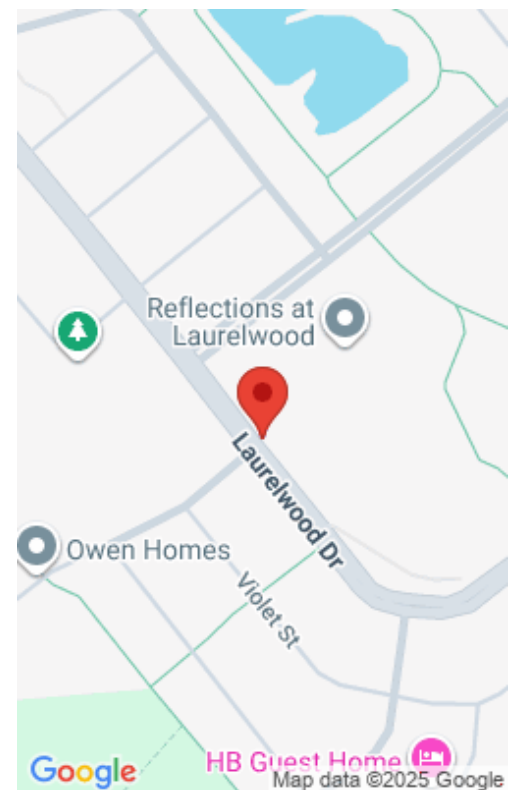 Reflections at
Laurelwood
Laurelwood Dr
Owen Homes
Violet St
HB Guest Home
Google
Map data ©2025 Google